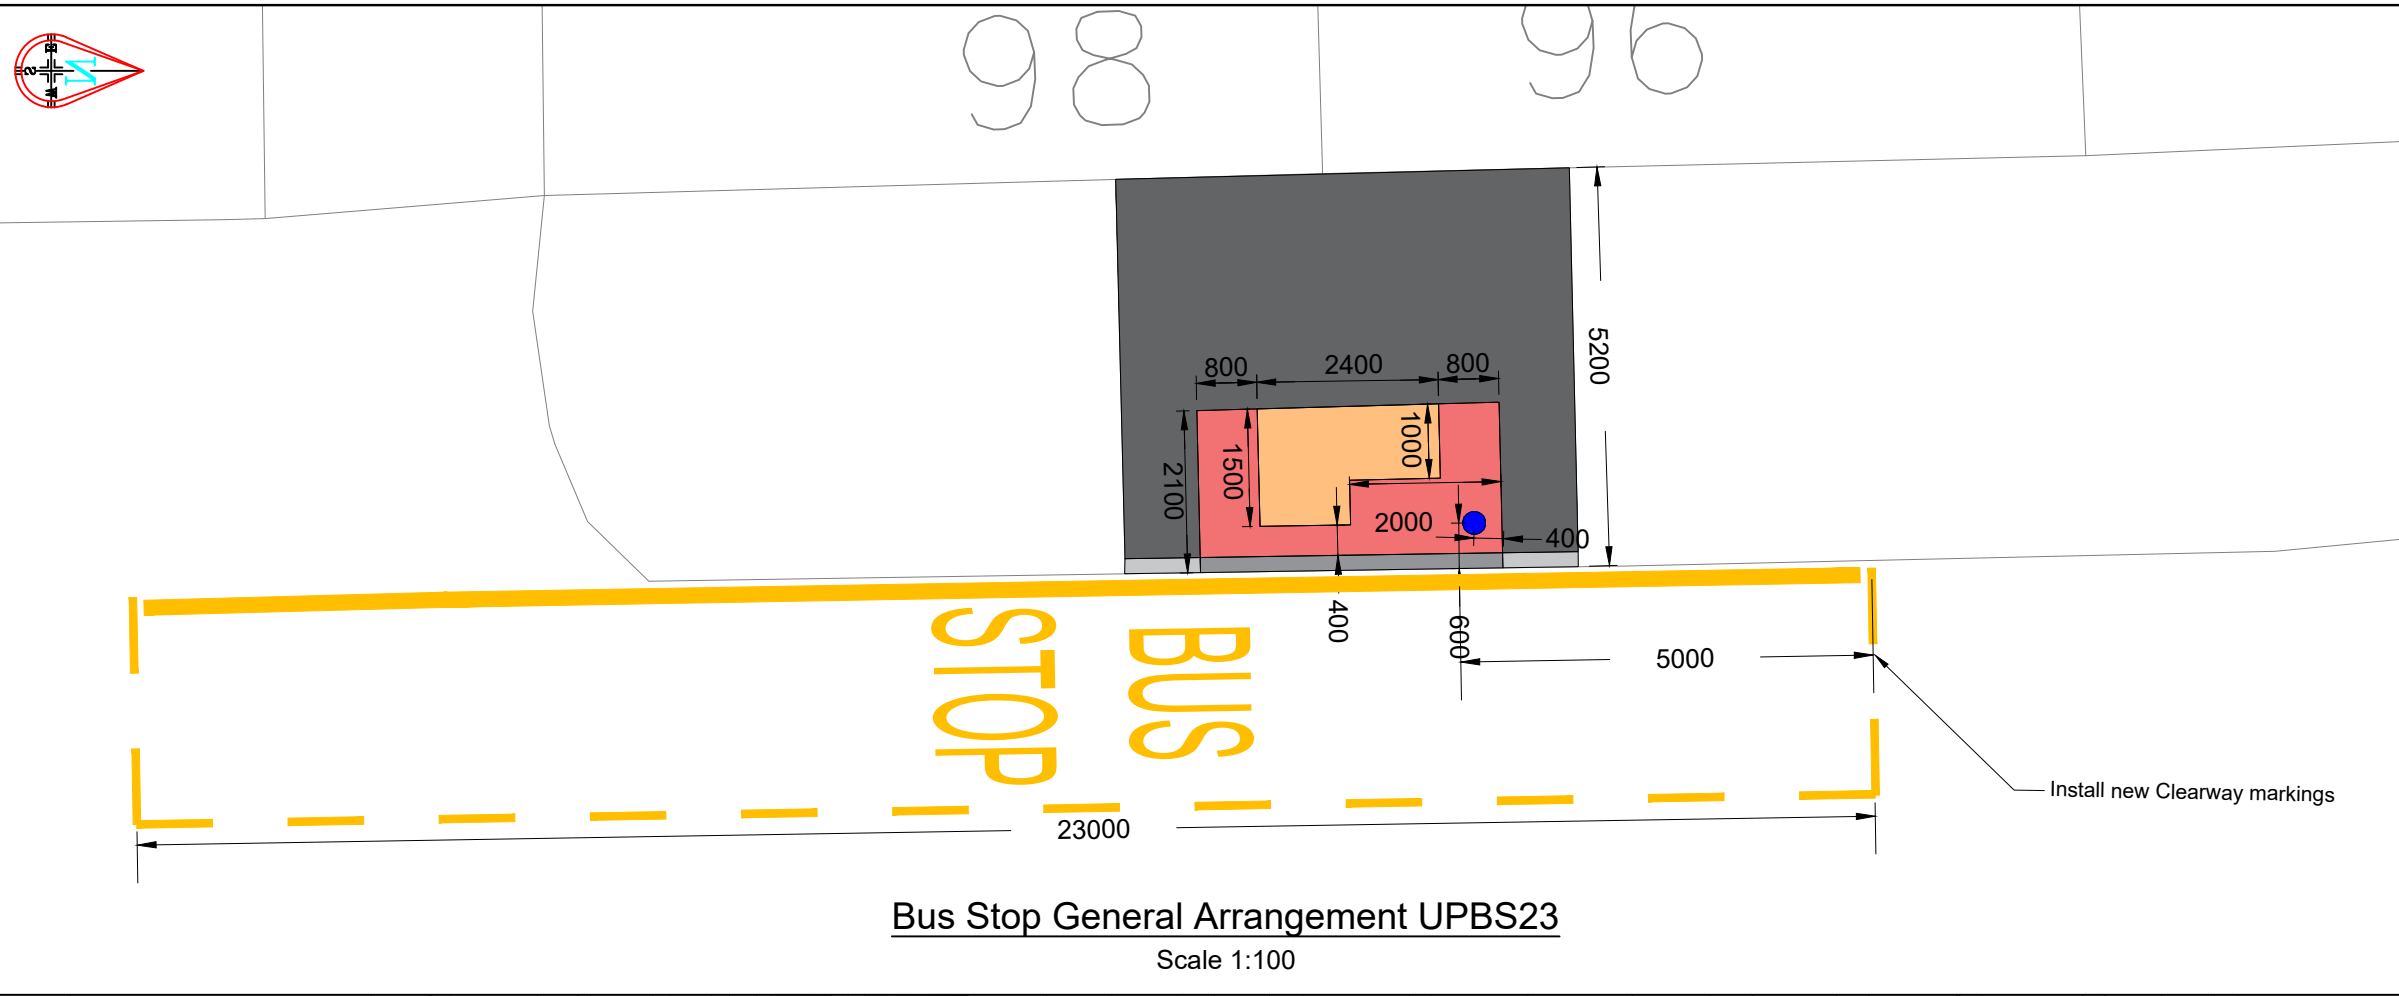 N
E
S
W
98
96
5200
800
2400
800
1000
1500
2100
2000
400
400
600
5000
BUS
STOP
Install new Clearway markings
23000
Bus Stop General Arrangement UPBS23
Scale 1:100